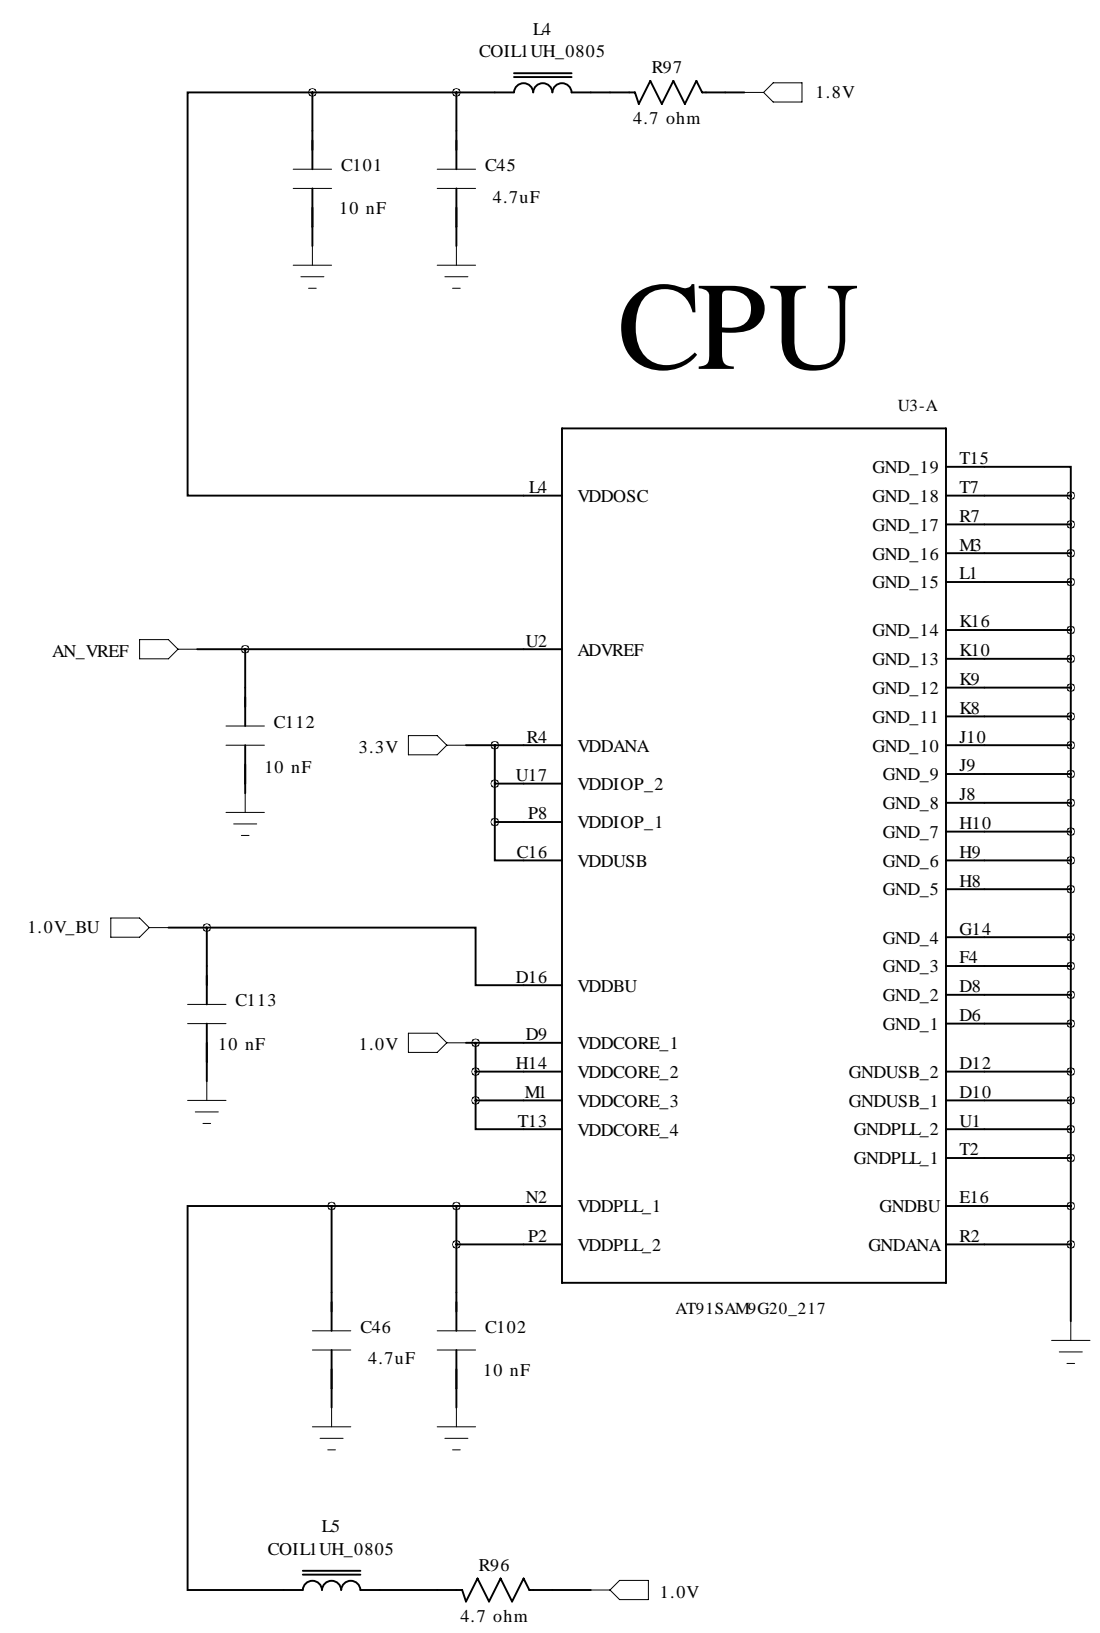 L4
COIL1UH_0805
R97
4.7 ohm
1.8V
C101
10 nF
C45
4.7uF
CPU
U3-A
L4 VDDOSC
AN_VREF
U2 ADVREF
C112
10 nF
3.3V
R4 VDDANA
U17 VDDIOP_2
P8 VDDIOP_1
C16 VDDUSB
1.0V_BU
D16 VDDBU
C113
10 nF
1.0V
D9 VDDCORE_1
H14 VDDCORE_2
M1 VDDCORE_3
T13 VDDCORE_4
N2 VDDPLL_1
P2 VDDPLL_2
GND_19 T15
GND_18 T7
GND_17 R7
GND_16 M3
GND_15 L1
GND_14 K16
GND_13 K10
GND_12 K9
GND_11 K8
GND_10 J10
GND_9 J9
GND_8 J8
GND_7 H10
GND_6 H9
GND_5 H8
GND_4 G14
GND_3 F4
GND_2 D8
GND_1 D6
GNDUSB_2 D12
GNDUSB_1 D10
GNDPLL_2 U1
GNDPLL_1 T2
GNDBU E16
GNDANA R2
AT91SAM9G20_217
C46
4.7uF
C102
10 nF
L5
COIL1UH_0805
R96
4.7 ohm
1.0V